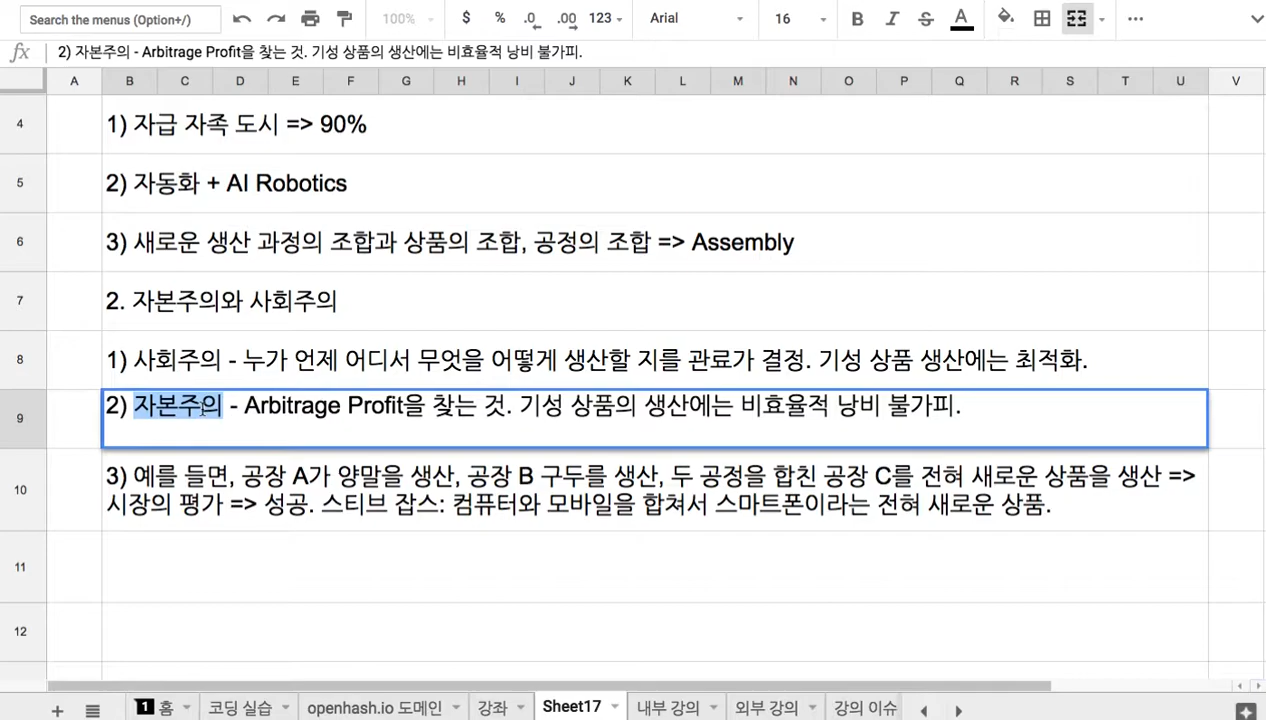 Search the menus (Option+/)
100%
$ % .0 .00 123
Arial
16
B I S A
fx
2) 자본주의 - Arbitrage Profit을 찾는 것. 기성 상품의 생산에는 비효율적 낭비 불가피.
A B C D E F G H I J K L M N O P Q R S T U V
4 1) 자급 자족 도시 => 90%
5 2) 자동화 + AI Robotics
6 3) 새로운 생산 과정의 조합과 상품의 조합, 공정의 조합 => Assembly
7 2. 자본주의와 사회주의
8 1) 사회주의 - 누가 언제 어디서 무엇을 어떻게 생산할 지를 관료가 결정. 기성 상품 생산에는 최적화.
9 2) 자본주의 - Arbitrage Profit을 찾는 것. 기성 상품의 생산에는 비효율적 낭비 불가피.
10 3) 예를 들면, 공장 A가 양말을 생산, 공장 B 구두를 생산, 두 공정을 합친 공장 C를 전혀 새로운 상품을 생산 =>
시장의 평가 => 성공. 스티브 잡스: 컴퓨터와 모바일을 합쳐서 스마트폰이라는 전혀 새로운 상품.
11
12
1 홈 코딩 실습 openhash.io 도메인 강좌 Sheet17 내부 강의 외부 강의 강의 이슈